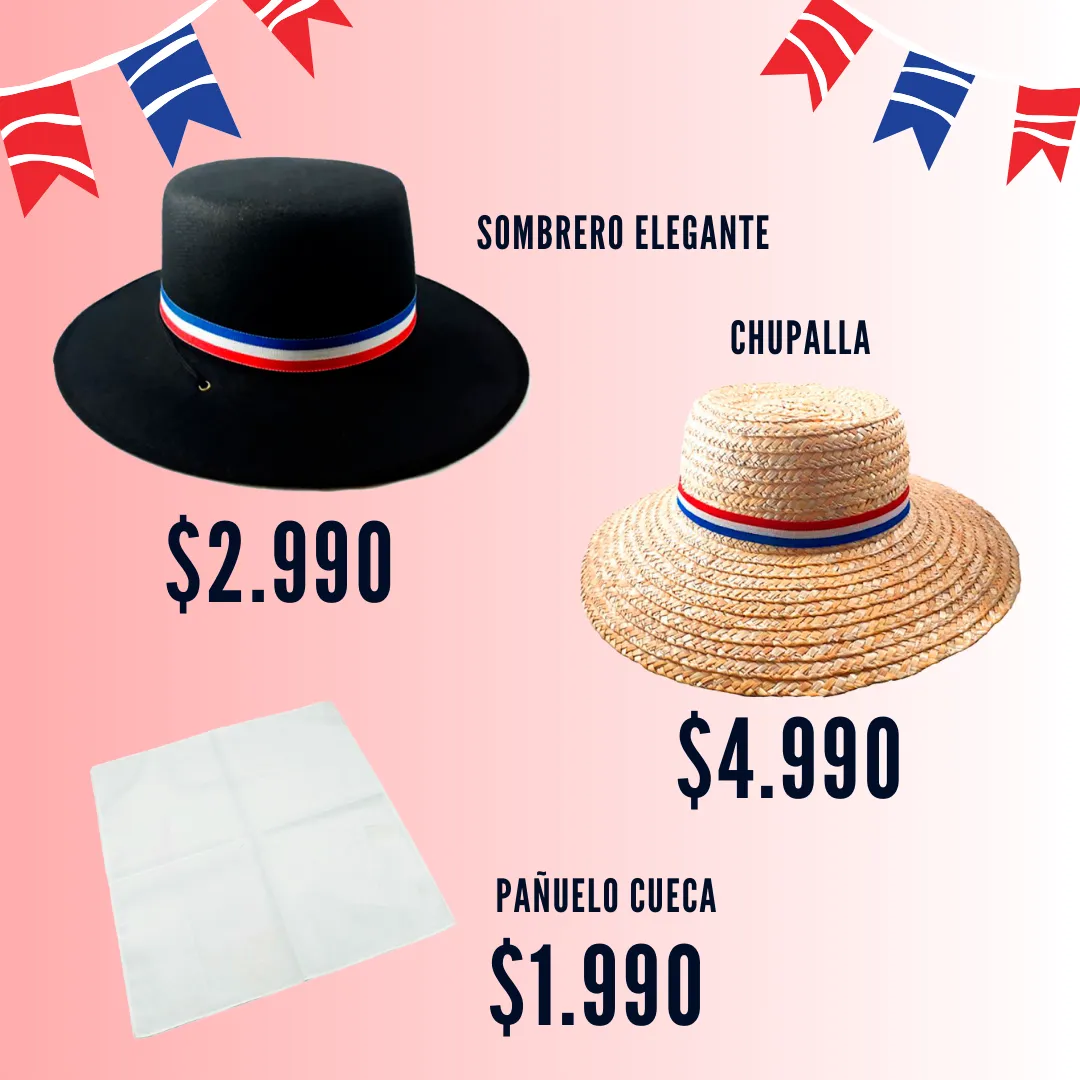 SOMBRERO ELEGANTE
$2.990
CHUPALLA
$4.990
PAÑUELO CUECA
$1.990